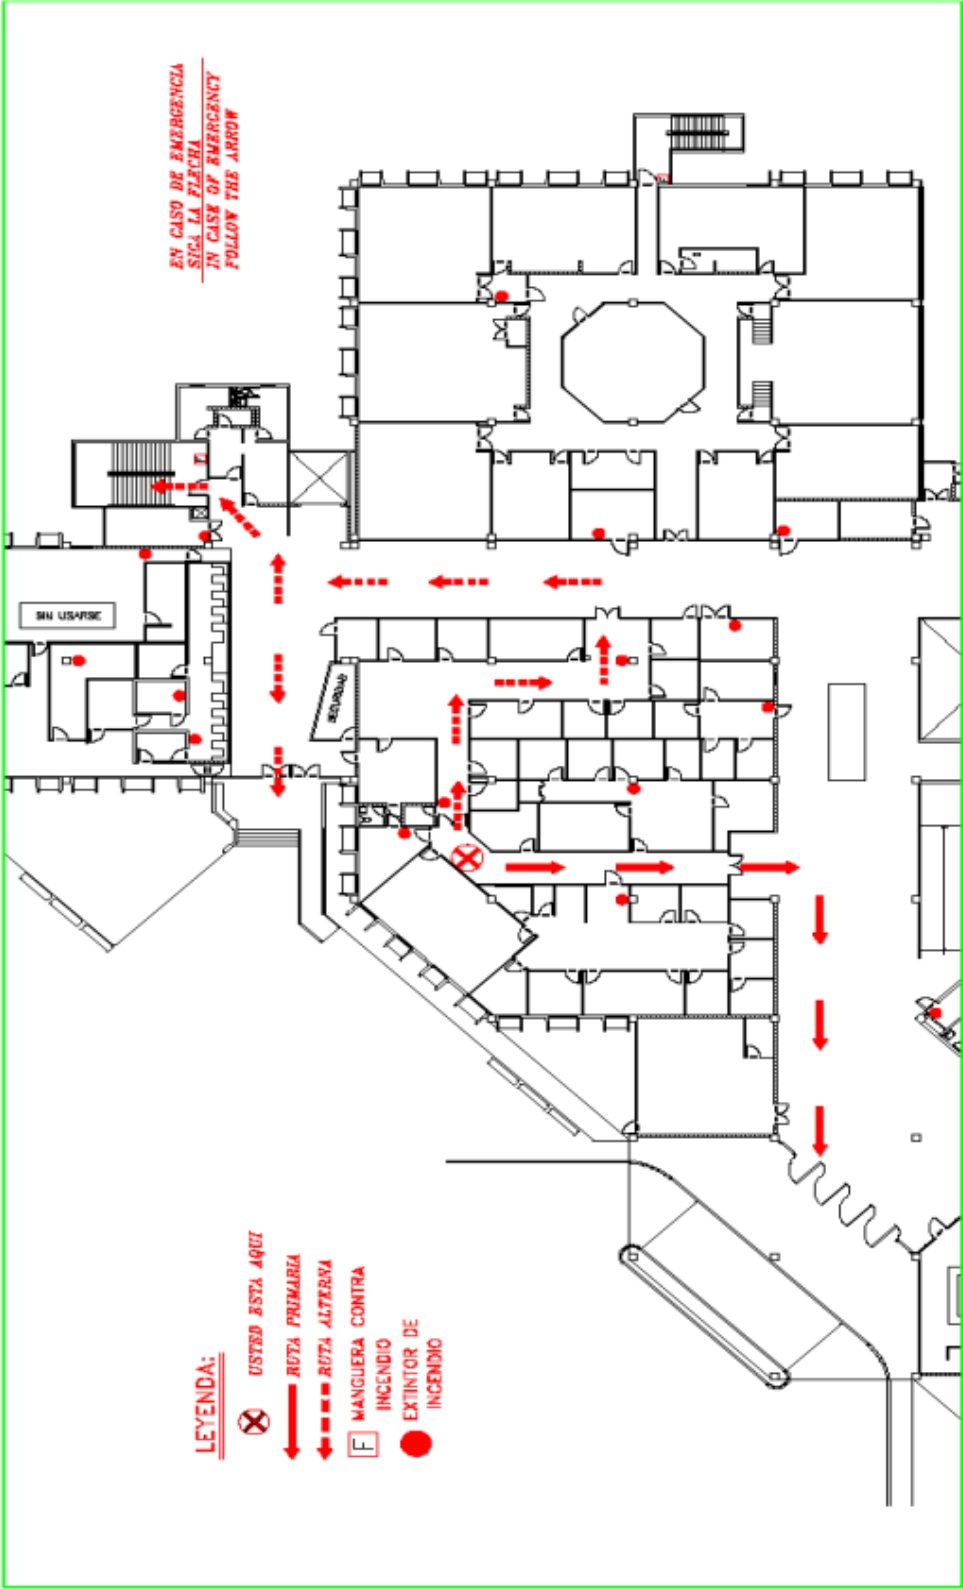 EN CASO DE EMERGENCIA
SIGA LA FLECHA
IN CASE OF EMERGENCY
FOLLOW THE ARROW
SIN USARSE
SEGURIDAD
LEYENDA:
USTED ESTA AQUI
RUTA PRIMARIA
RUTA ALTERNA
F MANGUERA CONTRA
INCENDIO
EXTINTOR DE
INCENDIO